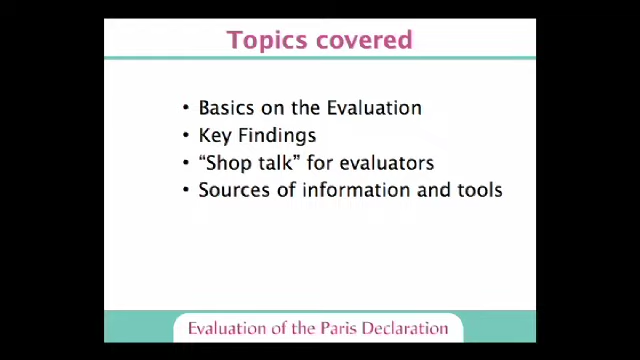 Topics covered
• Basics on the Evaluation
• Key Findings
• “Shop talk” for evaluators
• Sources of information and tools
Evaluation of the Paris Declaration